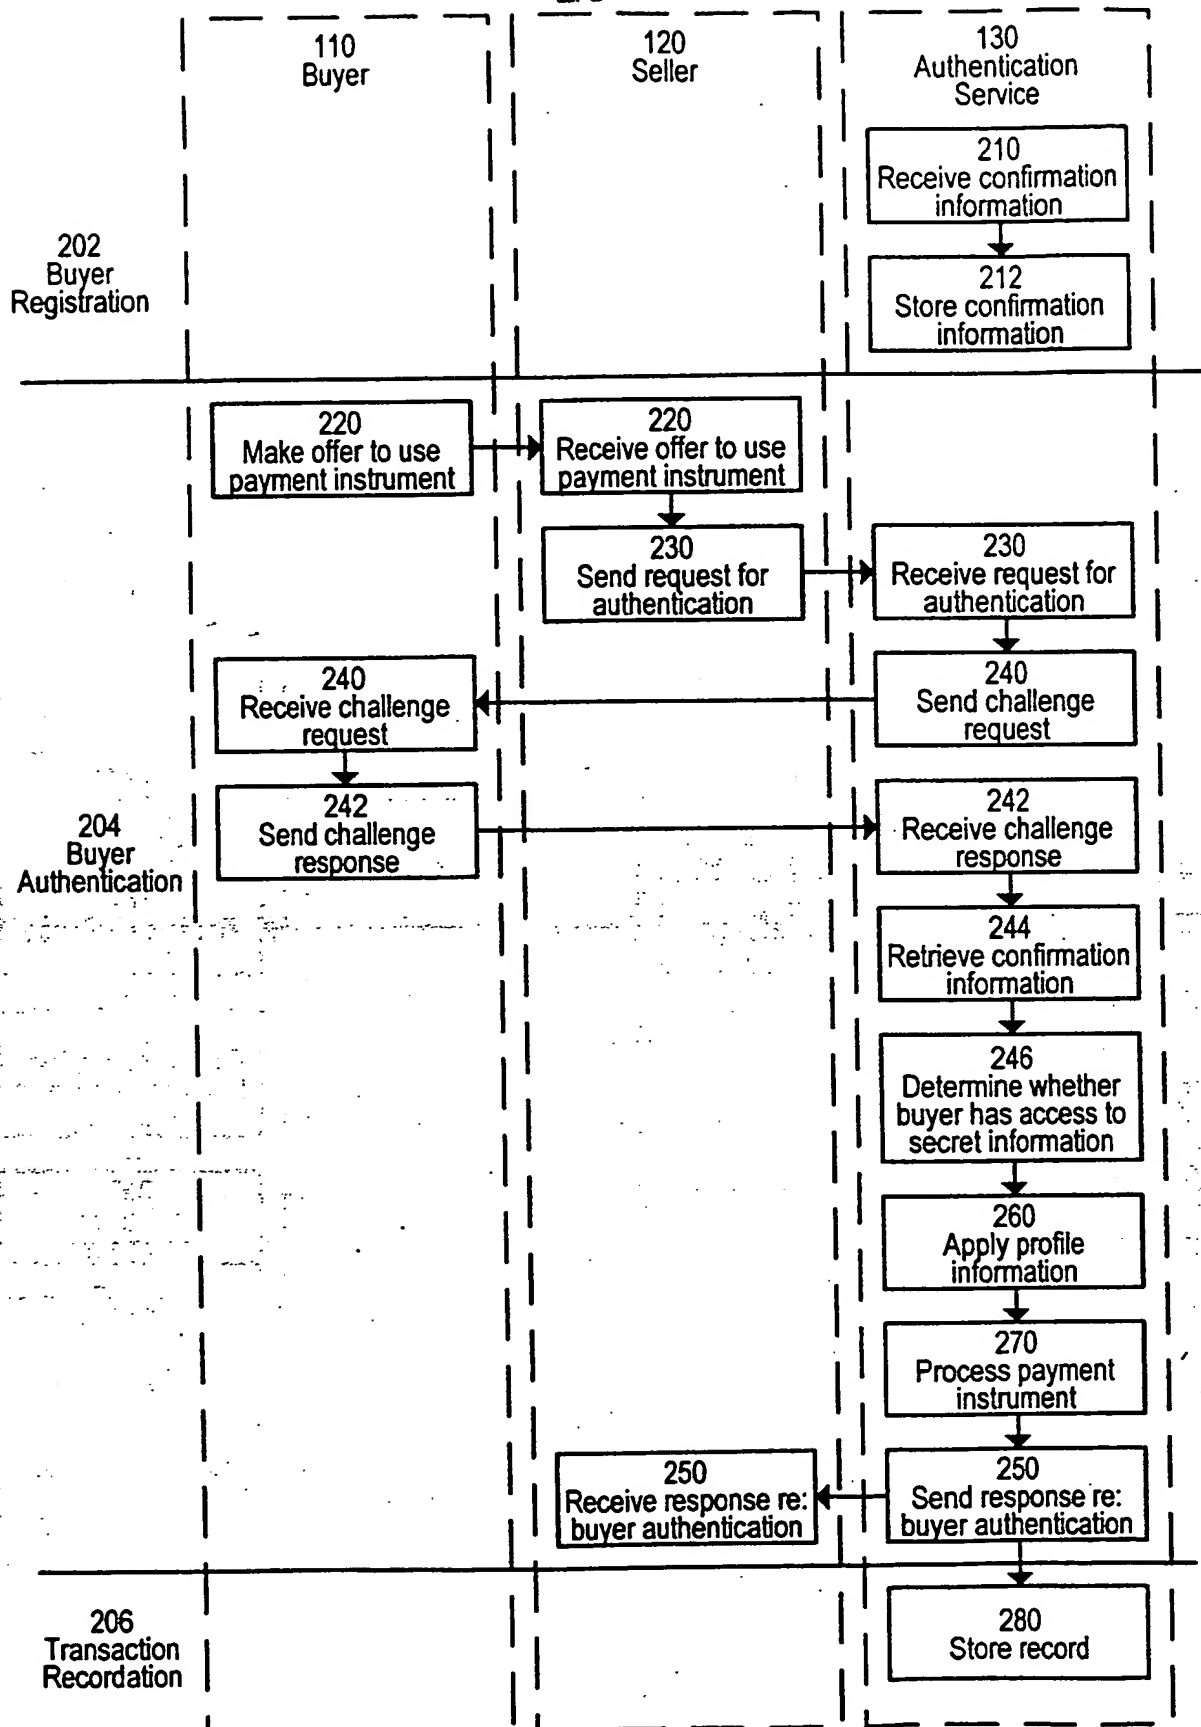 110
Buyer
120
Seller
130
Authentication
Service
210
Receive confirmation
information
202
Buyer
Registration
212
Store confirmation
information
220
Make offer to use
payment instrument
220
Receive offer to use
payment instrument
230
Send request for
authentication
230
Receive request for
authentication
240
Receive challenge
request
240
Send challenge
request
204
Buyer
Authentication
242
Send challenge
response
242
Receive challenge
response
244
Retrieve confirmation
information
246
Determine whether
buyer has access to
secret information
260
Apply profile
information
270
Process payment
instrument
250
Receive response re:
buyer authentication
250
Send response re:
buyer authentication
206
Transaction
Recordation
280
Store record